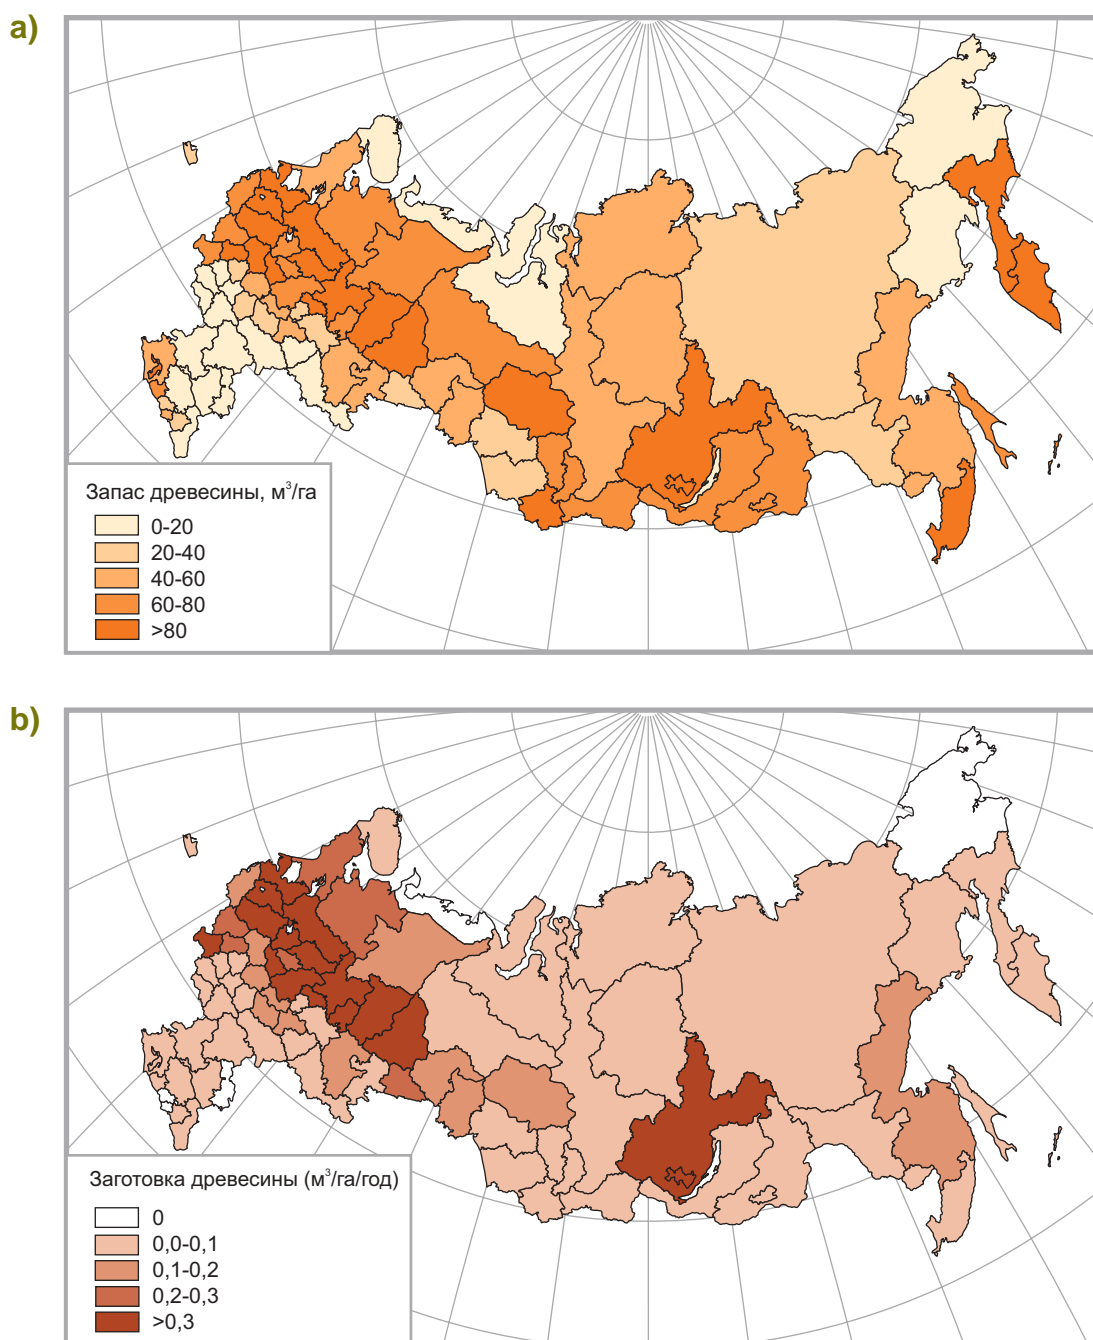 a)
Запас древесины, м³/га
0-20
20-40
40-60
60-80
>80
b)
Заготовка древесины (м³/га/год)
0
0,0-0,1
0,1-0,2
0,2-0,3
>0,3